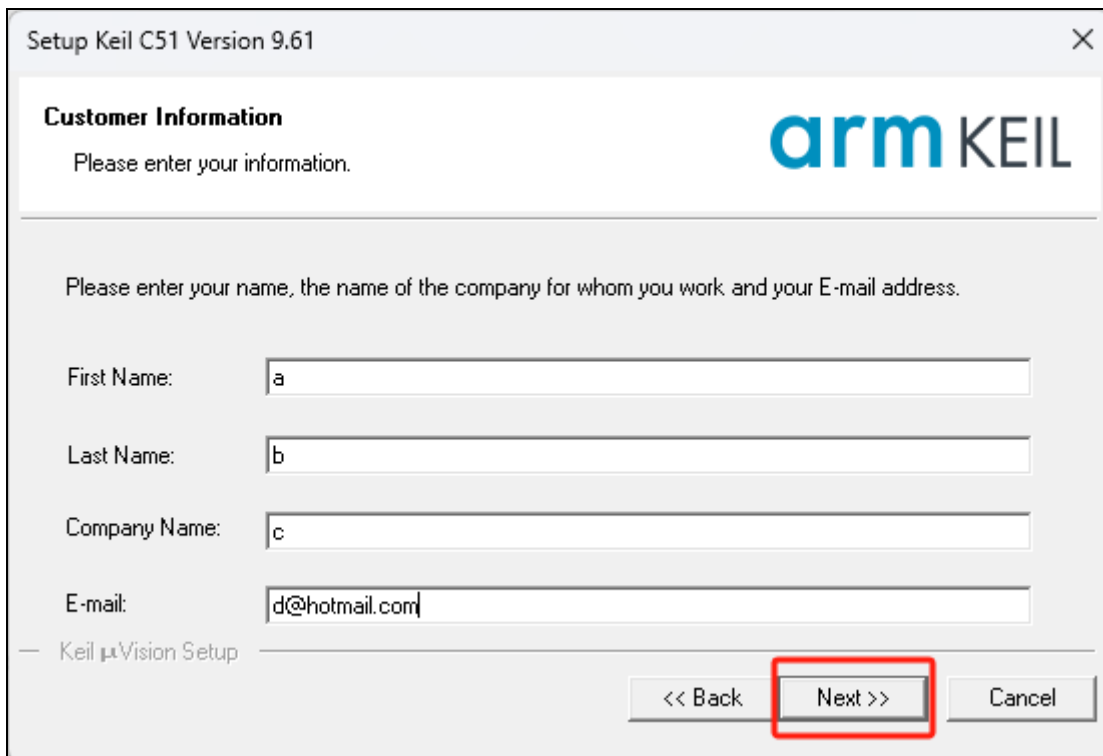 Setup Keil C51 Version 9.61
Customer Information
Please enter your information.
arm KEIL
Please enter your name, the name of the company for whom you work and your E-mail address.
First Name: a
Last Name: b
Company Name: c
E-mail: d@hotmail.com
Keil µVision Setup
<< Back Next >> Cancel